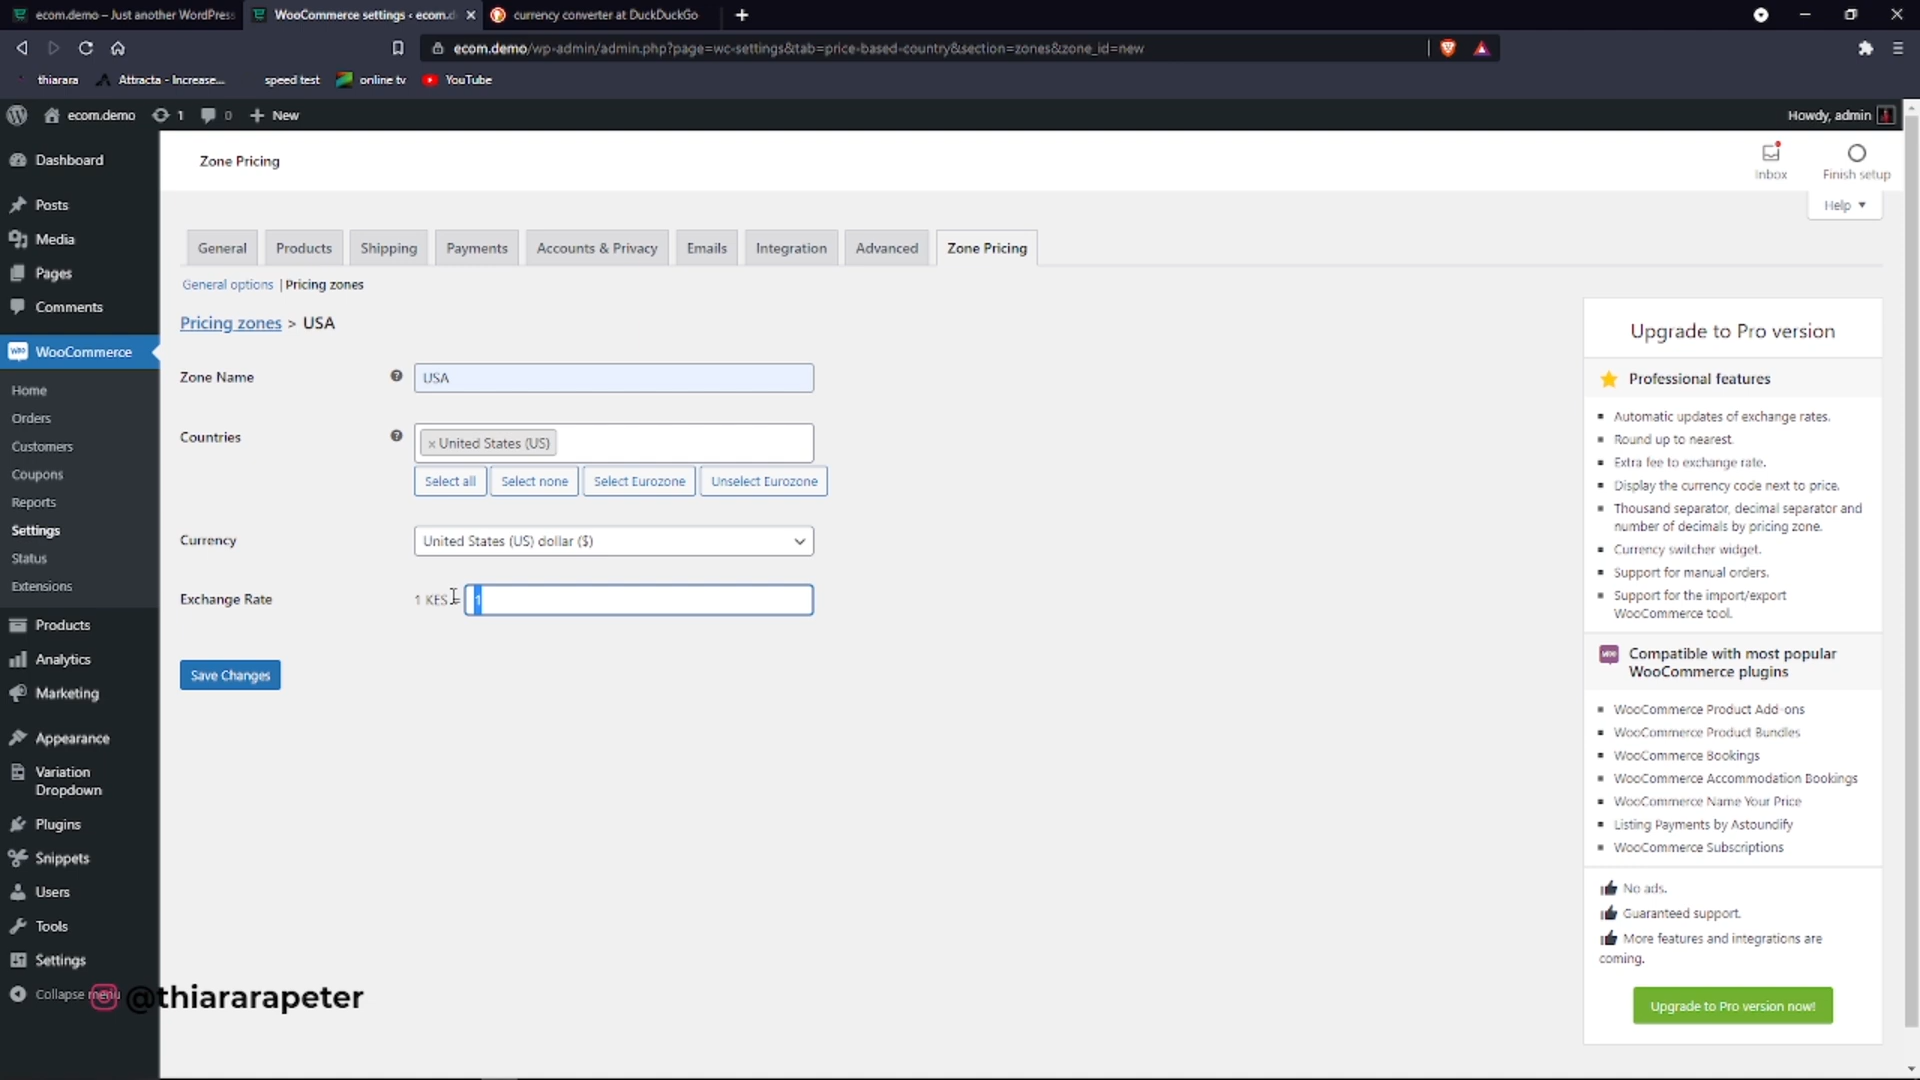 ecom.demo – Just another WordPress
WooCommerce settings ‹ ecom.d
currency converter at DuckDuckGo
ecom.demo/wp-admin/admin.php?page=wc-settings&tab=price-based-country&section=zones&zone_id=new
thiarara
Attracta - Increase...
speed test
online tv
YouTube
ecom.demo
1
0
New
Howdy, admin
Dashboard
Posts
Media
Pages
Comments
WooCommerce
Home
Orders
Customers
Coupons
Reports
Settings
Status
Extensions
Products
Analytics
Marketing
Appearance
Variation
Dropdown
Plugins
Snippets
Users
Tools
Settings
Collapse menu
@thiararapeter
Zone Pricing
Inbox
Finish setup
Help
General
Products
Shipping
Payments
Accounts & Privacy
Emails
Integration
Advanced
Zone Pricing
General options | Pricing zones
Pricing zones > USA
Zone Name
USA
Countries
× United States (US)
Select all
Select none
Select Eurozone
Unselect Eurozone
Currency
United States (US) dollar ($)
Exchange Rate
1 KES =
1
Save Changes
Upgrade to Pro version
Professional features
Automatic updates of exchange rates.
Round up to nearest.
Extra fee to exchange rate.
Display the currency code next to price.
Thousand separator, decimal separator and
number of decimals by pricing zone.
Currency switcher widget.
Support for manual orders.
Support for the import/export
WooCommerce tool.
Compatible with most popular
WooCommerce plugins
WooCommerce Product Add-ons
WooCommerce Product Bundles
WooCommerce Bookings
WooCommerce Accommodation Bookings
WooCommerce Name Your Price
Listing Payments by Astoundify
WooCommerce Subscriptions
No ads.
Guaranteed support.
More features and integrations are
coming.
Upgrade to Pro version now!